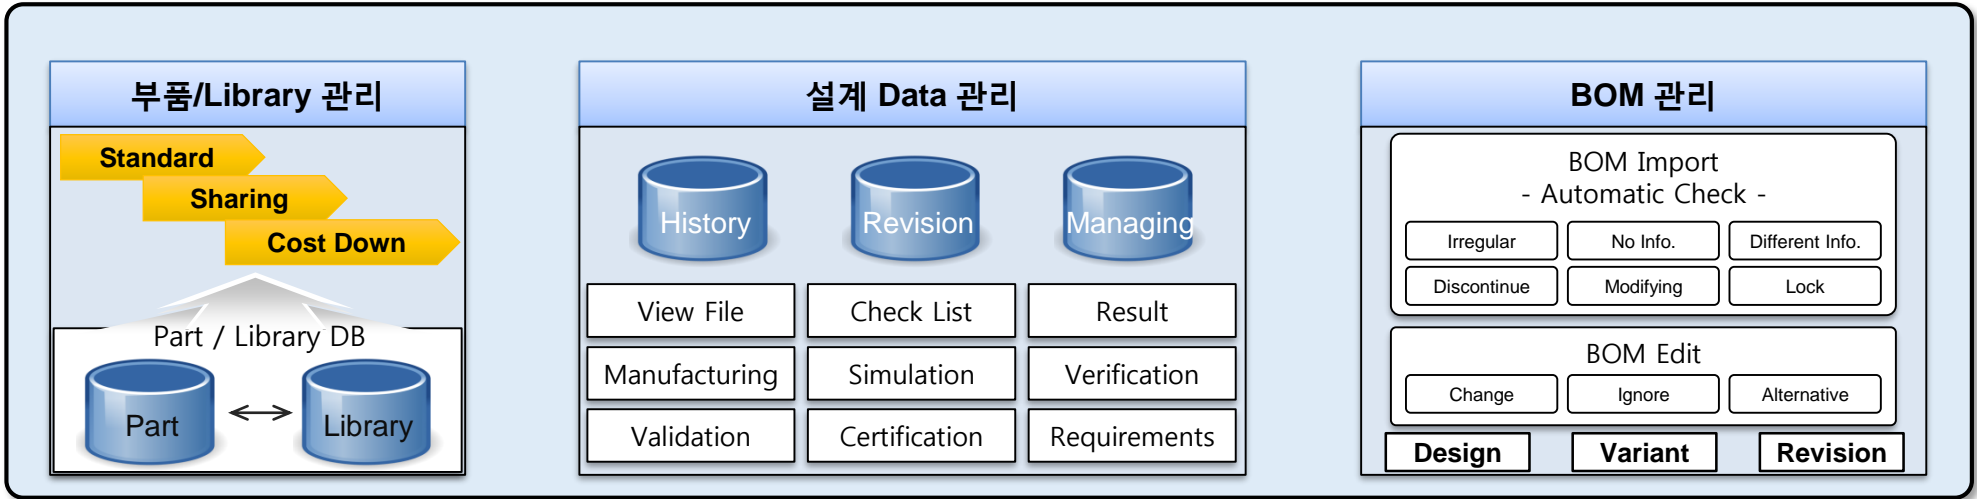 부품/Library 관리
Standard
Sharing
Cost Down
Part / Library DB
Part
Library
설계 Data 관리
History
Revision
Managing
View File
Check List
Result
Manufacturing
Simulation
Verification
Validation
Certification
Requirements
BOM 관리
BOM Import
- Automatic Check -
Irregular
No Info.
Different Info.
Discontinue
Modifying
Lock
BOM Edit
Change
Ignore
Alternative
Design
Variant
Revision